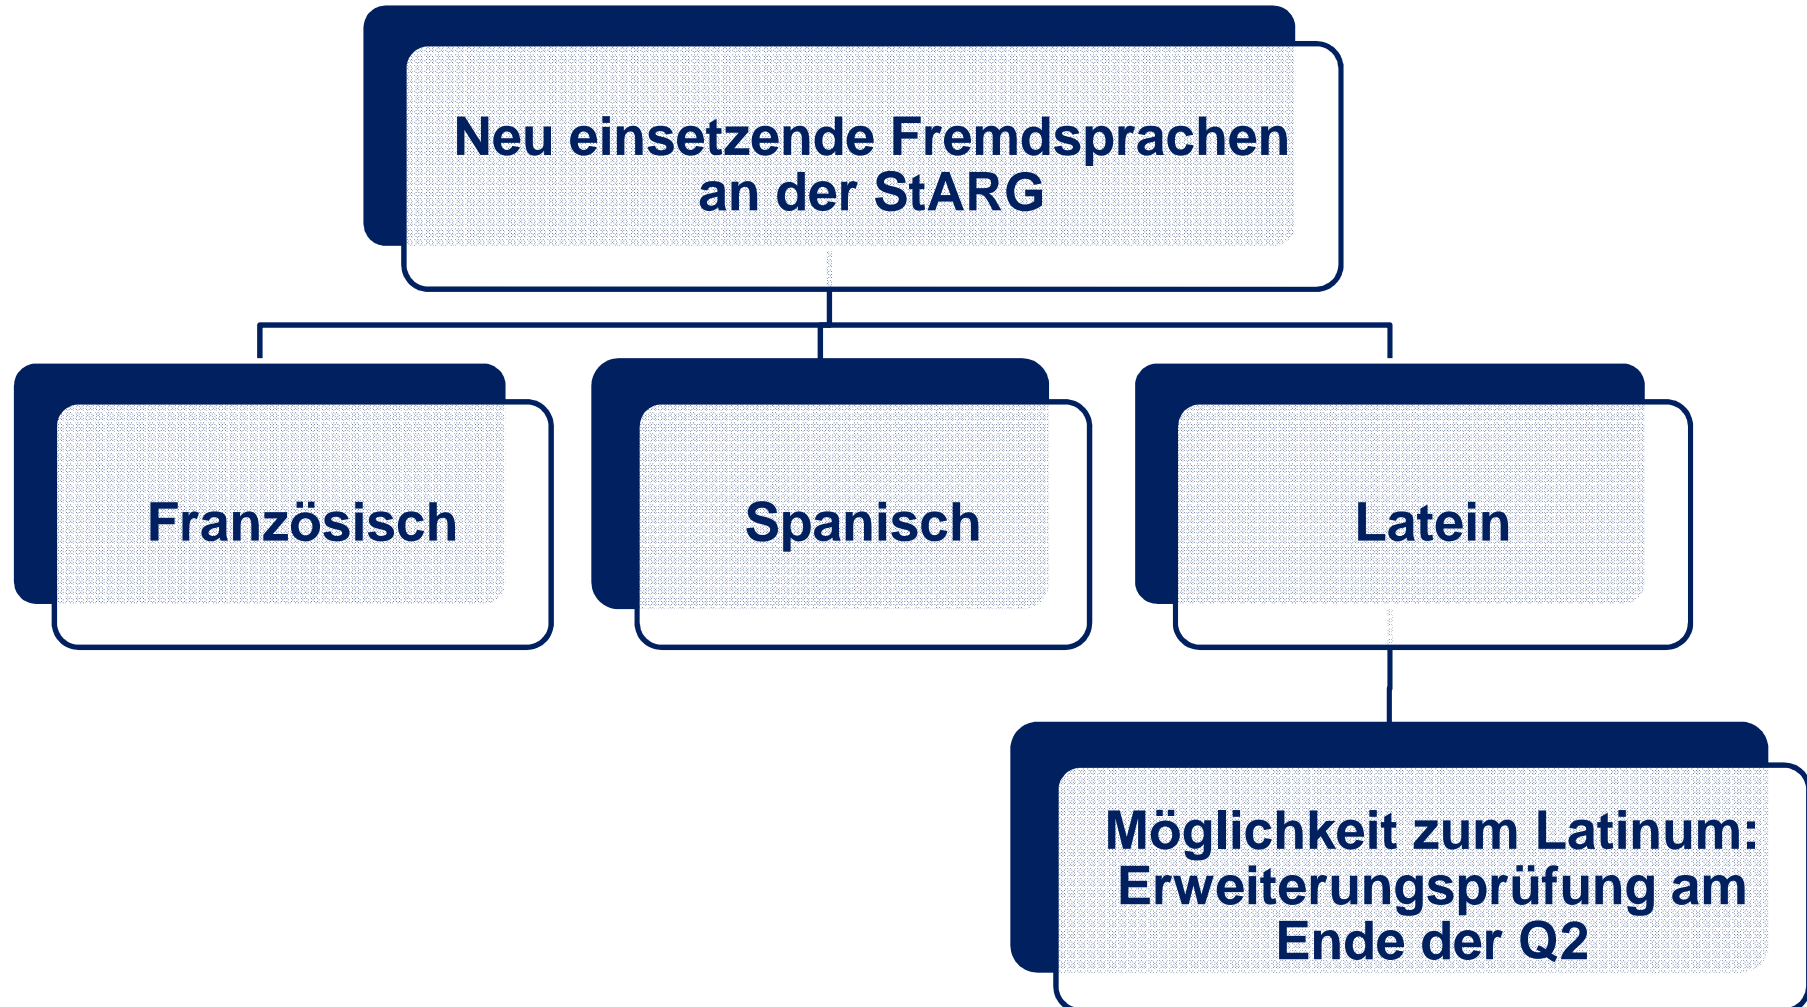 Neu einsetzende Fremdsprachen
an der StARG
Französisch
Spanisch
Latein
Möglichkeit zum Latinum:
Erweiterungsprüfung am
Ende der Q2